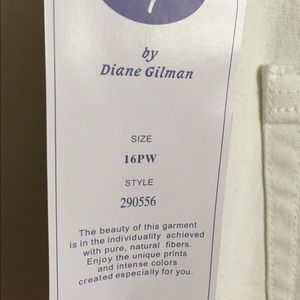 by
Diane Gilman
SIZE
16PW
STYLE
290556
The beauty of this garment
is in the individuality achieved
with pure, natural fibers.
Enjoy the unique prints
and intense colors
created especially for you.